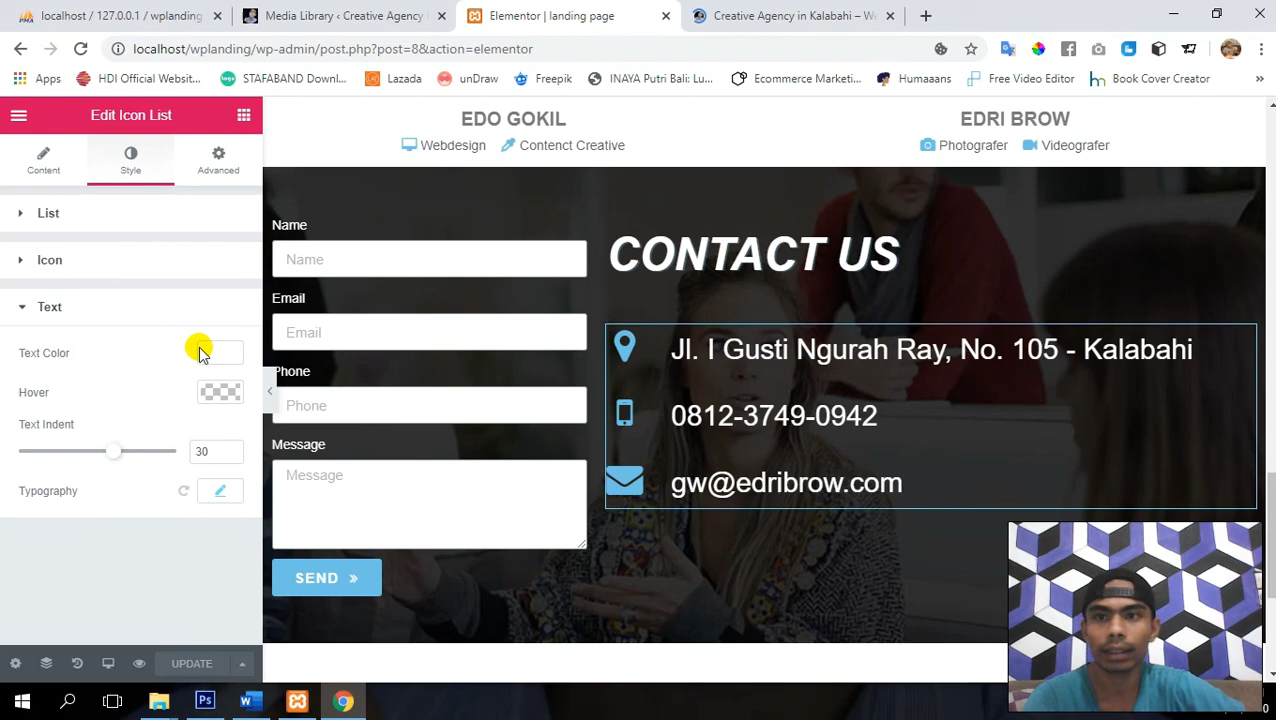 localhost / 127.0.0.1 / wplanding
Media Library ‹ Creative Agency
Elementor | landing page
Creative Agency in Kalabahi – We
localhost/wplanding/wp-admin/post.php?post=8&action=elementor
Apps
HDI Official Websit...
STAFABAND Downl...
Lazada
unDraw
Freepik
INAYA Putri Bali: Lu...
Ecommerce Marketi...
Humaaans
Free Video Editor
Book Cover Creator
»
Edit Icon List
Content
Style
Advanced
List
Icon
Text
Text Color
Hover
Text Indent
30
Typography
UPDATE
EDO GOKIL
EDRI BROW
Webdesign
Contenct Creative
Photografer
Videografer
Name
Name
Email
Email
Phone
Phone
Message
Message
SEND »
CONTACT US
Jl. I Gusti Ngurah Ray, No. 105 - Kalabahi
0812-3749-0942
gw@edribrow.com